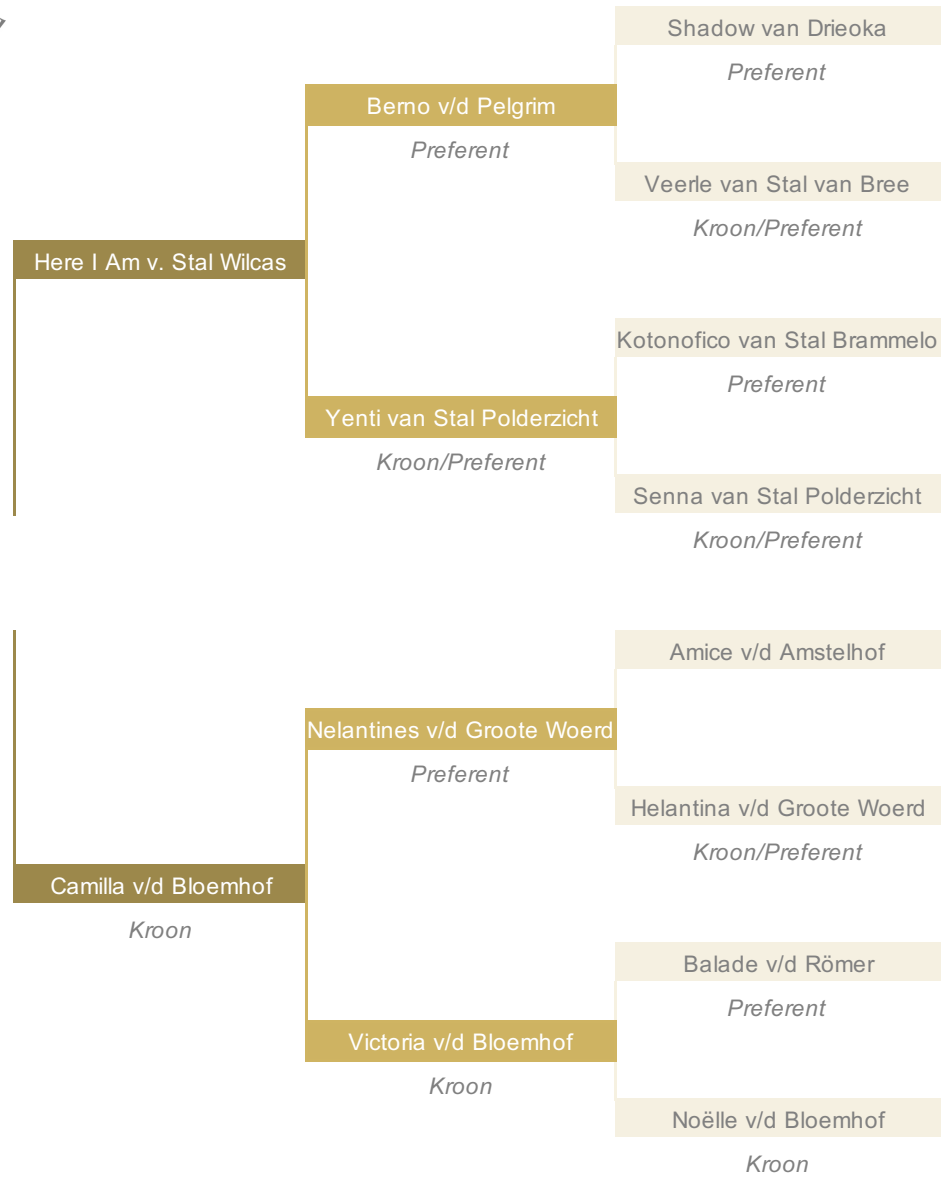 Shadow van Drieoka
Preferent
Berno v/d Pelgrim
Preferent
Veerle van Stal van Bree
Kroon/Preferent
Here I Am v. Stal Wilcas
Kotonofico van Stal Brammelo
Preferent
Yenti van Stal Polderzicht
Kroon/Preferent
Senna van Stal Polderzicht
Kroon/Preferent
Amice v/d Amstelhof
Nelantines v/d Groote Woerd
Preferent
Helantina v/d Groote Woerd
Kroon/Preferent
Camilla v/d Bloemhof
Kroon
Balade v/d Römer
Preferent
Victoria v/d Bloemhof
Kroon
Noëlle v/d Bloemhof
Kroon